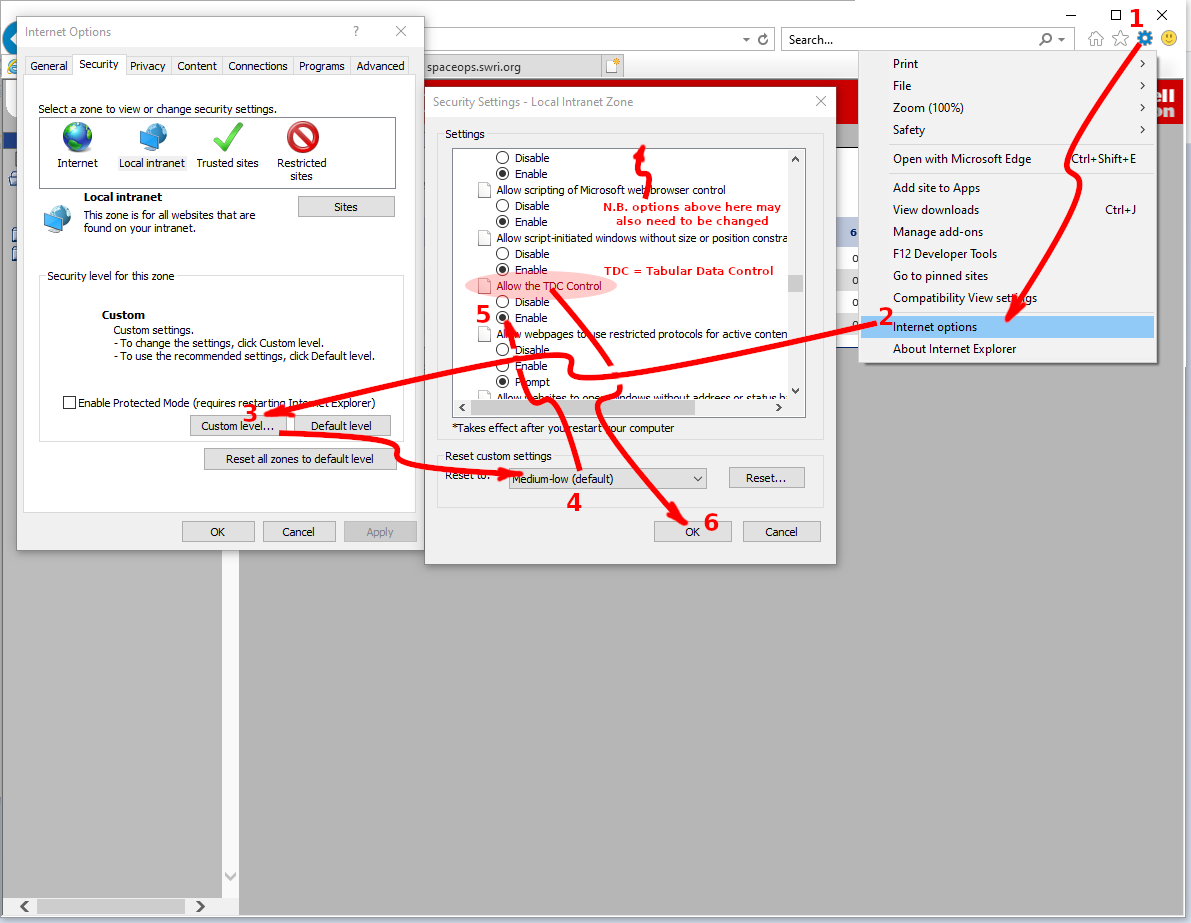 Internet Options
?
General Security Privacy Content Connections Programs Advanced
Select a zone to view or change security settings.
Internet Local intranet Trusted sites Restricted
sites
Local intranet
This zone is for all websites that are
found on your intranet.
Sites
Security level for this zone
Custom
Custom settings.
- To change the settings, click Custom level.
- To use the recommended settings, click Default level.
Enable Protected Mode (requires restarting Internet Explorer)
3
Custom level... Default level
Reset all zones to default level
OK Cancel Apply
spaceops.swri.org
Security Settings - Local Intranet Zone
Settings
Disable
Enable
Allow scripting of Microsoft web browser control
Disable
Enable
N.B. options above here may
also need to be changed
Allow script-initiated windows without size or position constra
Disable
Enable
TDC = Tabular Data Control
Allow the TDC Control
Disable
5
Enable
Allow webpages to use restricted protocols for active conten
Disable
Enable
Prompt
Allow websites to open windows without address or status b
*Takes effect after you restart your computer
Reset custom settings
Reset to:
Medium-low (default)
Reset...
4
6
OK Cancel
Search...
1
ell
on
6
0
0
0
0
Print
File
Zoom (100%)
Safety
Open with Microsoft Edge Ctrl+Shift+E
Add site to Apps
View downloads Ctrl+J
Manage add-ons
F12 Developer Tools
Go to pinned sites
Compatibility View settings
2
Internet options
About Internet Explorer